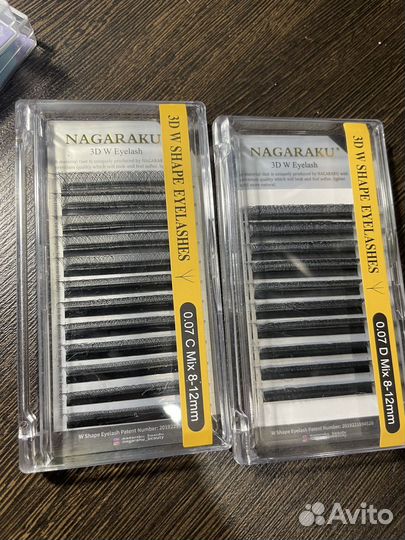 NAGARAKU
3D W Eyelash
3D W SHAPE EYELASHES
0.07 C Mix 8-12mm
W Shape Eyelash Patent Number:
nagaraku_beauty
NAGARAKU
3D W Eyelash
3D W SHAPE EYELASHES
0.07 D Mix 8-12mm
W Shape Eyelash Patent Number:
Avito